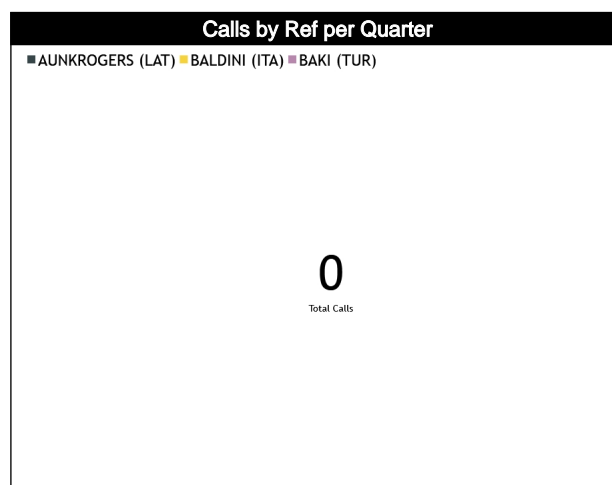 Calls by Ref per Quarter
AUNKROGERS (LAT) BALDINI (ITA) BAKI (TUR)
0
Total Calls